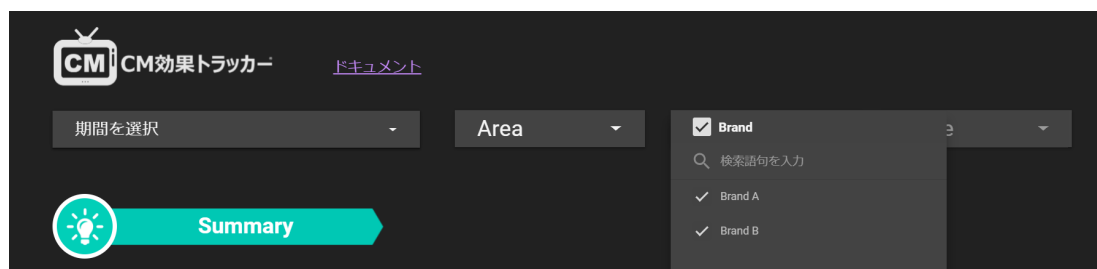 CM CM効果トラッカー
ドキュメント
期間を選択
Area
Brand
検索語句を入力
Brand A
Brand B
Summary